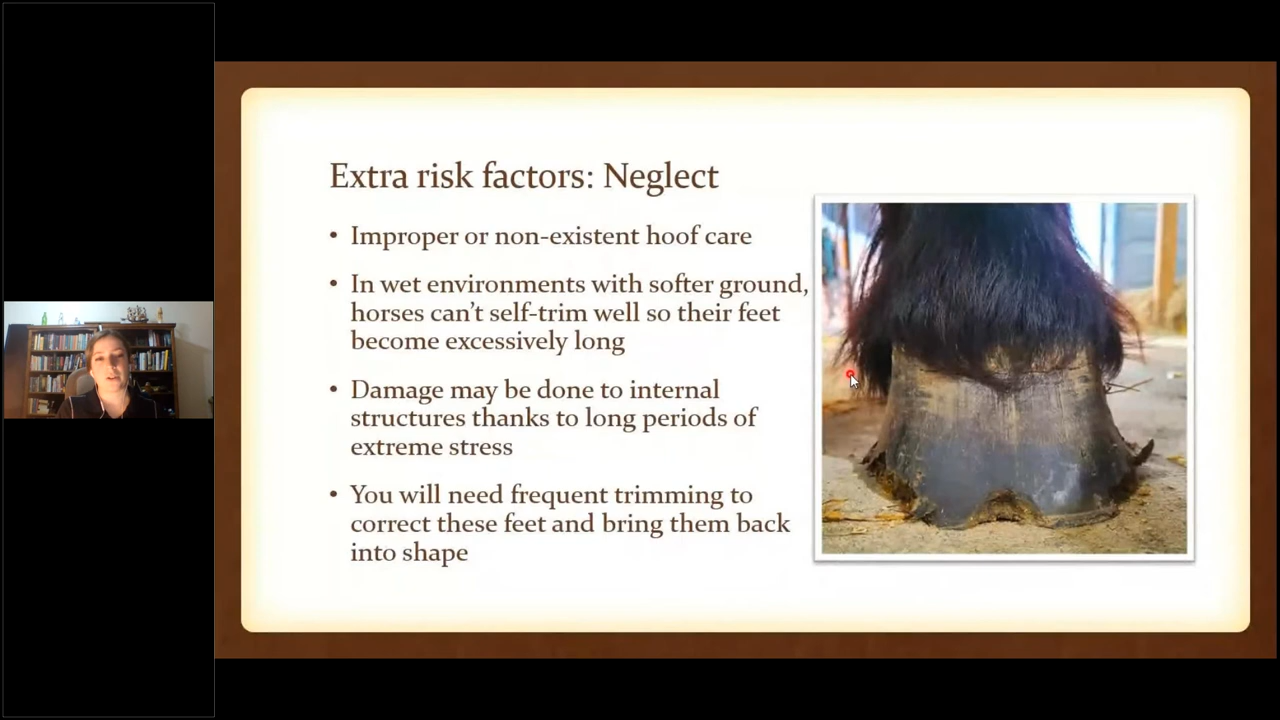 Extra risk factors: Neglect
• Improper or non-existent hoof care
• In wet environments with softer ground,
horses can’t self-trim well so their feet
become excessively long
• Damage may be done to internal
structures thanks to long periods of
extreme stress
• You will need frequent trimming to
correct these feet and bring them back
into shape